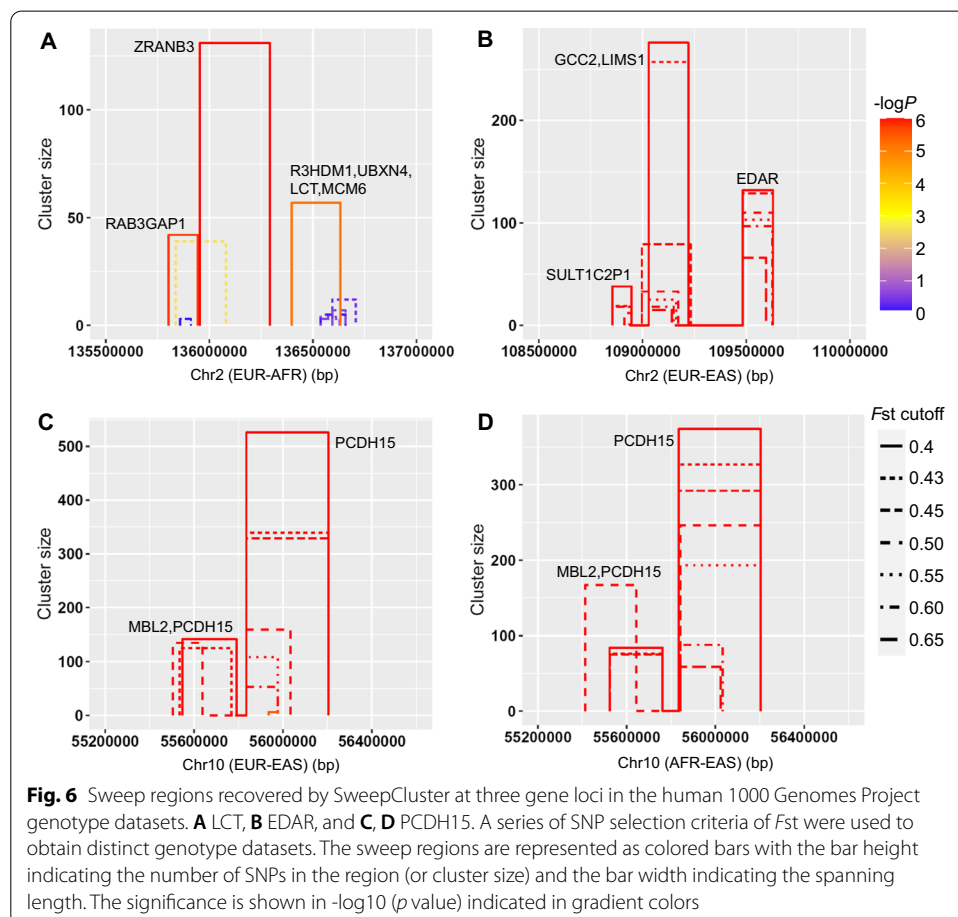 A
ZRANB3
R3HDM1,UBXN4,
LCT,MCM6
RAB3GAP1
Cluster size
0
50
100
135500000 136000000 136500000 137000000
Chr2 (EUR-AFR) (bp)
B
GCC2,LIMS1
EDAR
SULT1C2P1
Cluster size
0
100
200
108500000 109000000 109500000 110000000
Chr2 (EUR-EAS) (bp)
-logP
6
5
4
3
2
1
0
C
PCDH15
MBL2,PCDH15
Cluster size
0
100
200
300
400
500
55200000 55600000 56000000 56400000
Chr10 (EUR-EAS) (bp)
D
PCDH15
MBL2,PCDH15
Cluster size
0
100
200
300
55200000 55600000 56000000 56400000
Chr10 (AFR-EAS) (bp)
Fst cutoff
0.4
0.43
0.45
0.50
0.55
0.60
0.65
Fig. 6 Sweep regions recovered by SweepCluster at three gene loci in the human 1000 Genomes Project
genotype datasets. A LCT, B EDAR, and C, D PCDH15. A series of SNP selection criteria of Fst were used to
obtain distinct genotype datasets. The sweep regions are represented as colored bars with the bar height
indicating the number of SNPs in the region (or cluster size) and the bar width indicating the spanning
length. The significance is shown in -log10 (p value) indicated in gradient colors